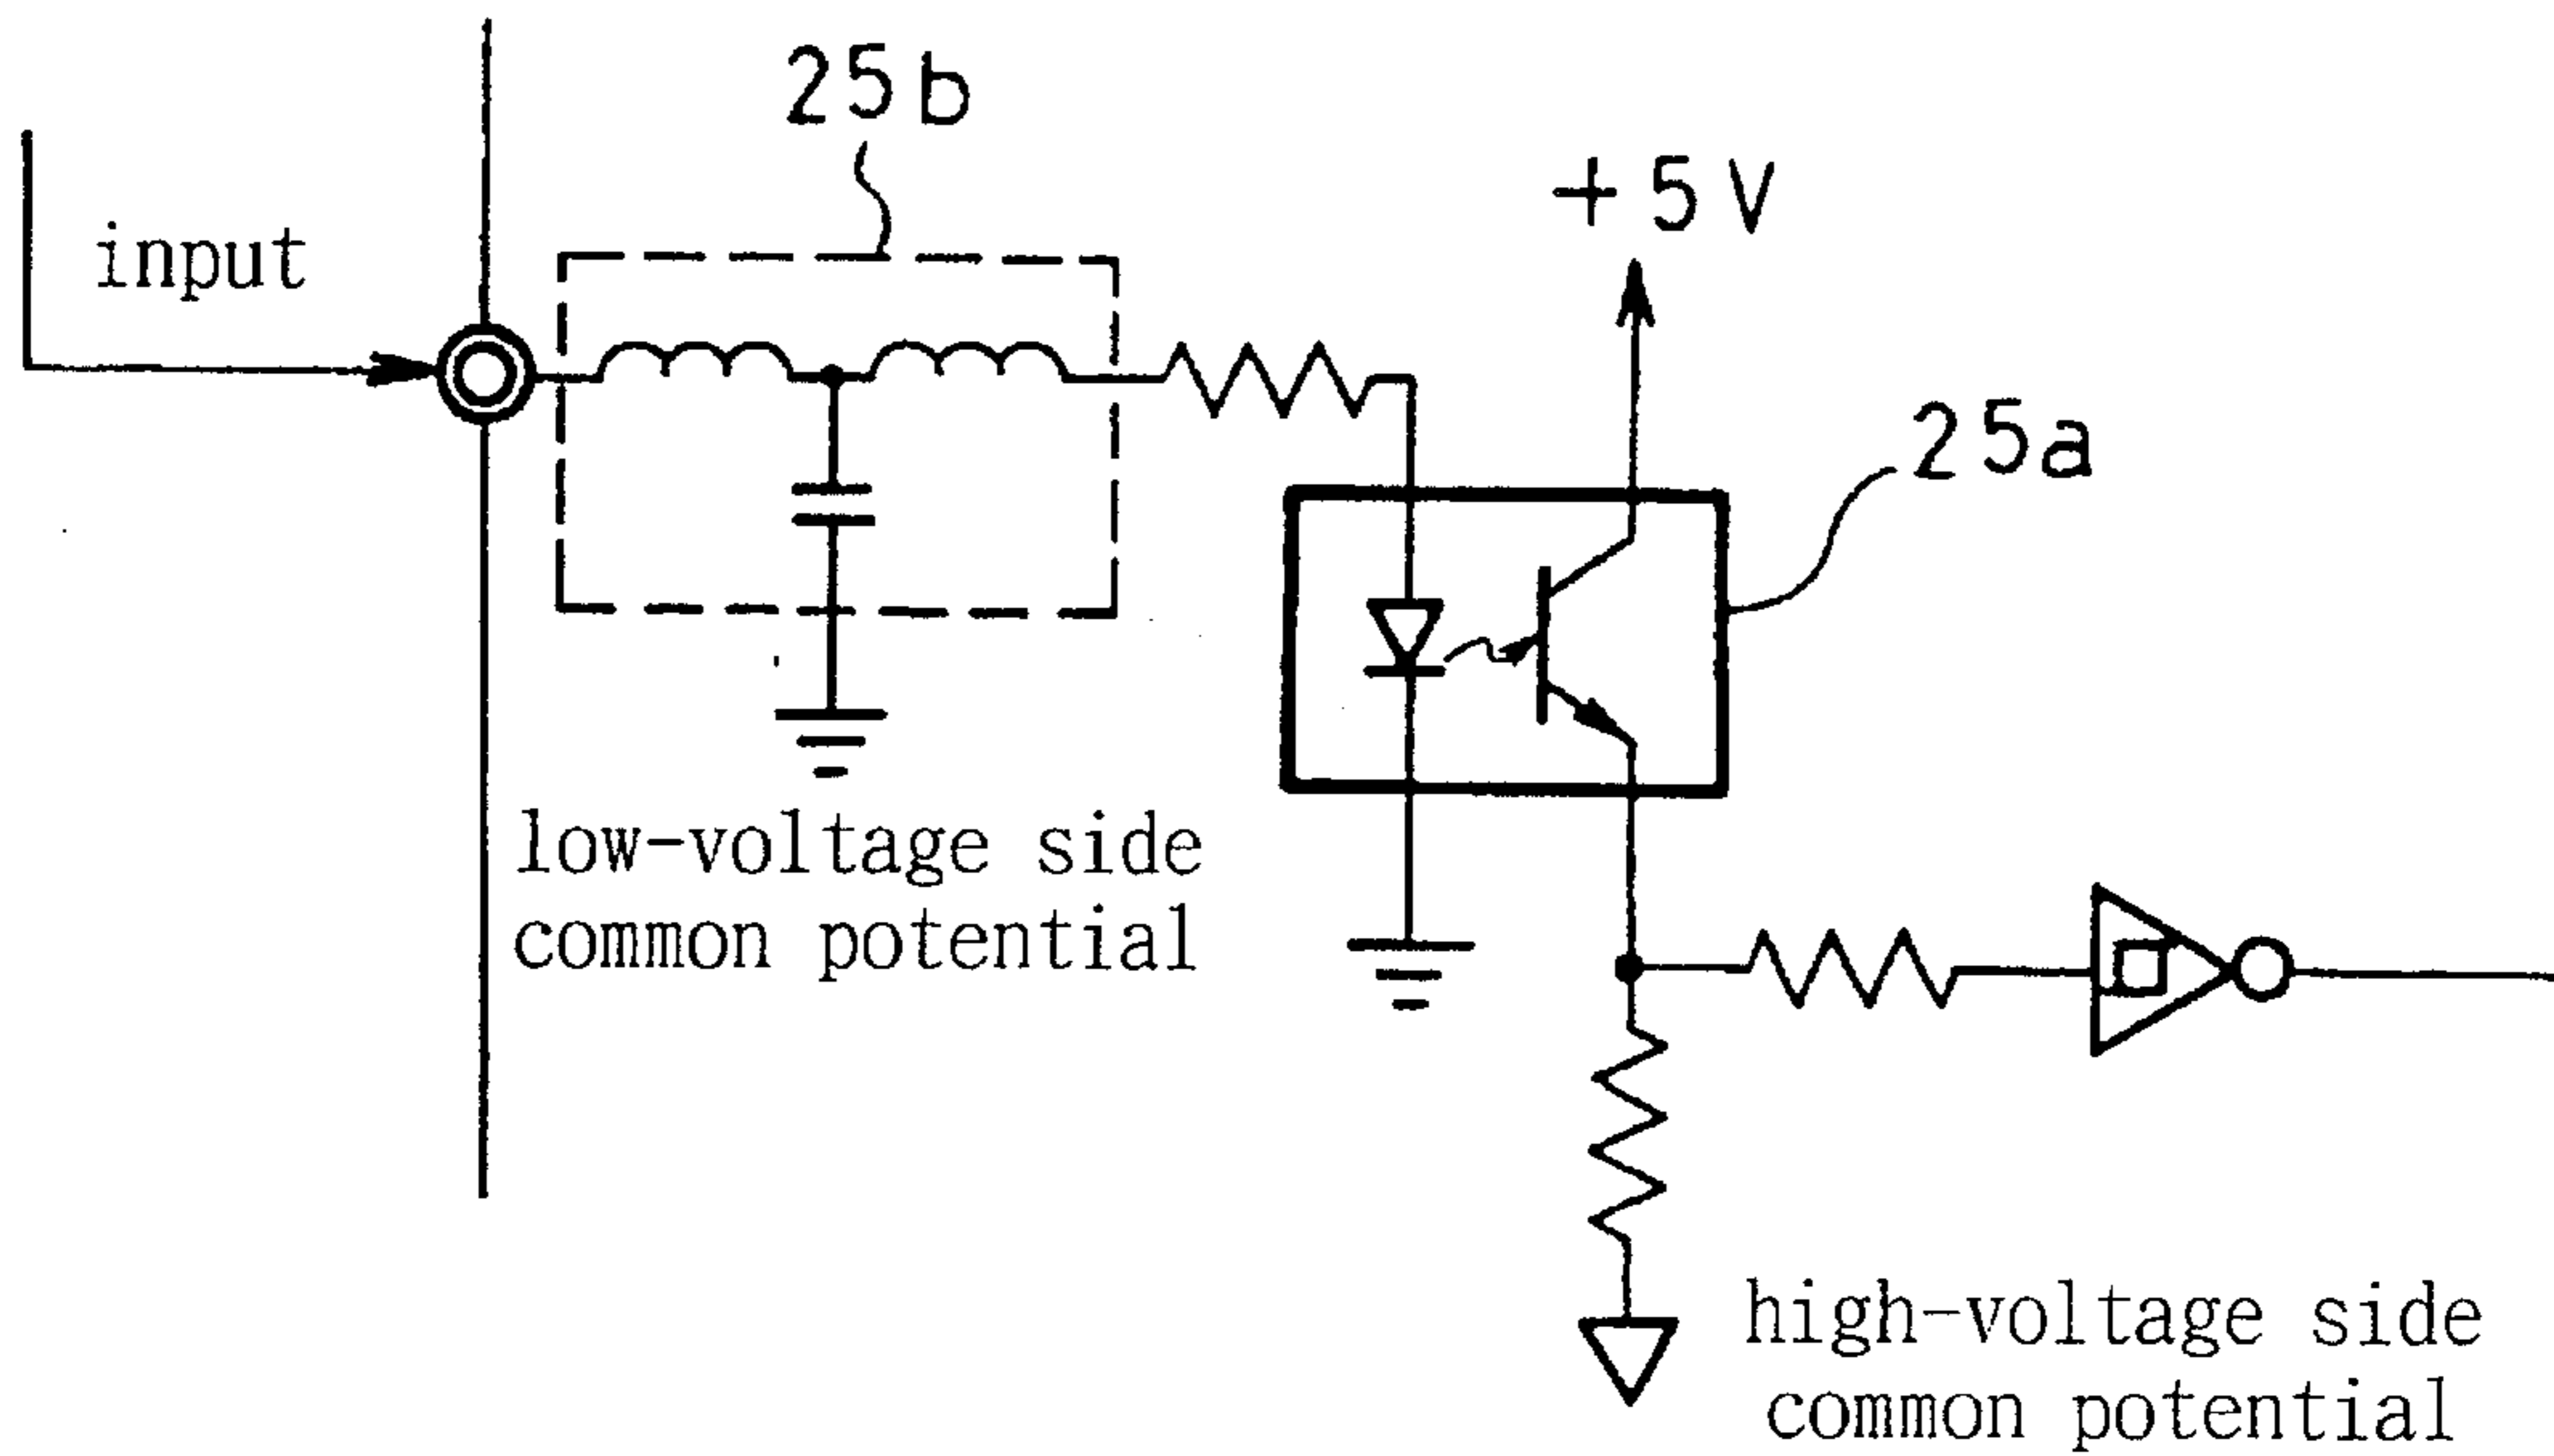 25b
+5V
input
25a
low-voltage side
common potential
high-voltage side
common potential